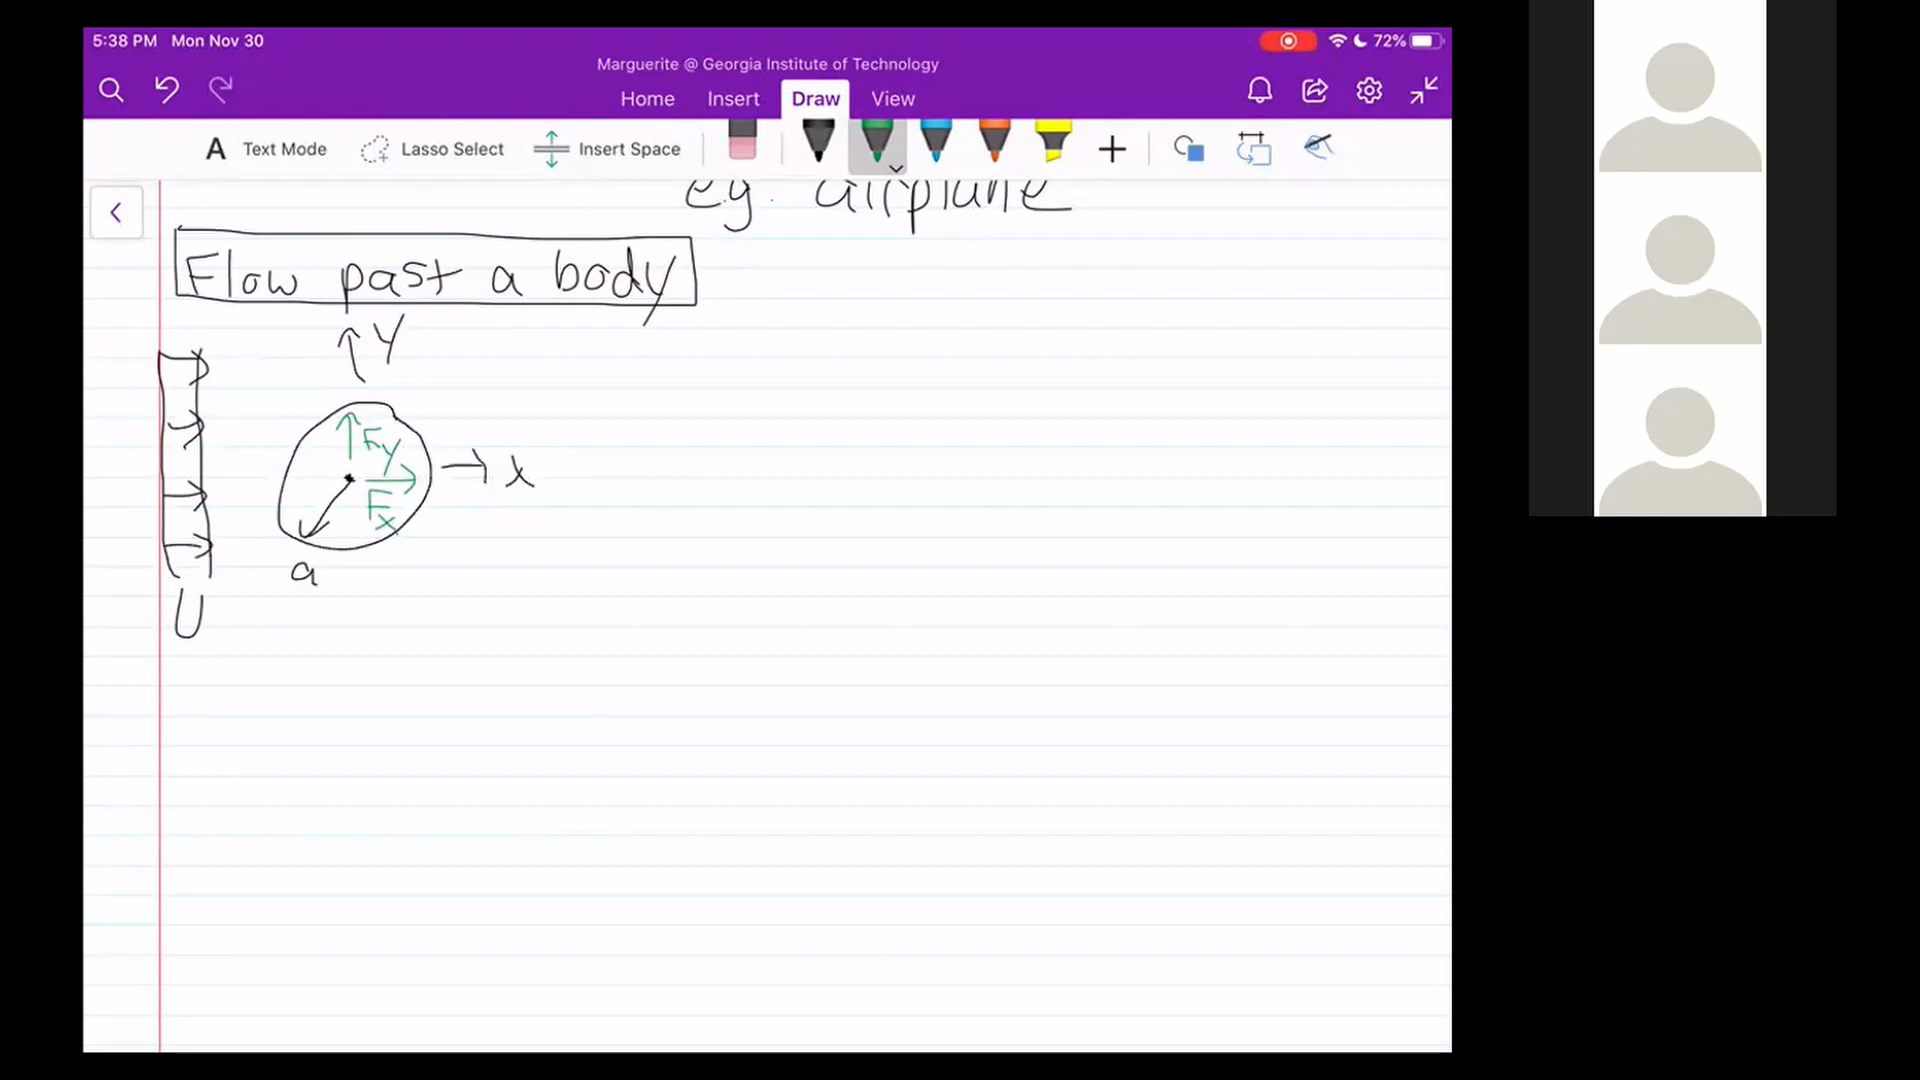 5:38 PM Mon Nov 30
72%
Marguerite @ Georgia Institute of Technology
Home Insert Draw View
A Text Mode Lasso Select Insert Space
e.g. airplane
Flow past a body
Y
Fy
x
Fx
a
U